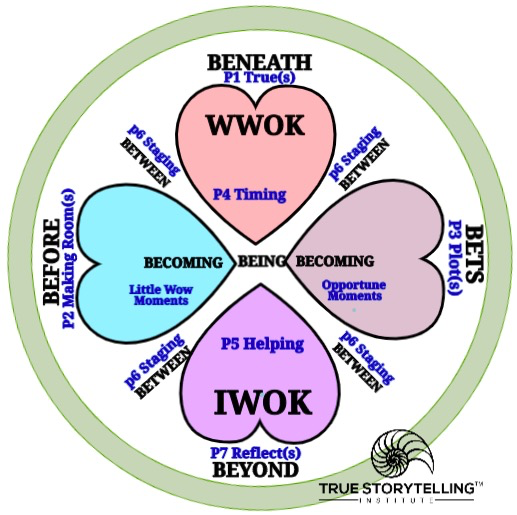 BENEATH
P1 True(s)
WWOK
P4 Timing
p6 Staging
BETWEEN
p6 Staging
BETWEEN
BEFORE
P2 Making Room(s)
BECOMING
Little Wow
Moments
BEING
BECOMING
Opportune
Moments
BETS
P3 Plot(s)
p6 Staging
BETWEEN
p6 Staging
BETWEEN
P5 Helping
IWOK
P7 Reflect(s)
BEYOND
TRUE STORYTELLING™
INSTITUTE